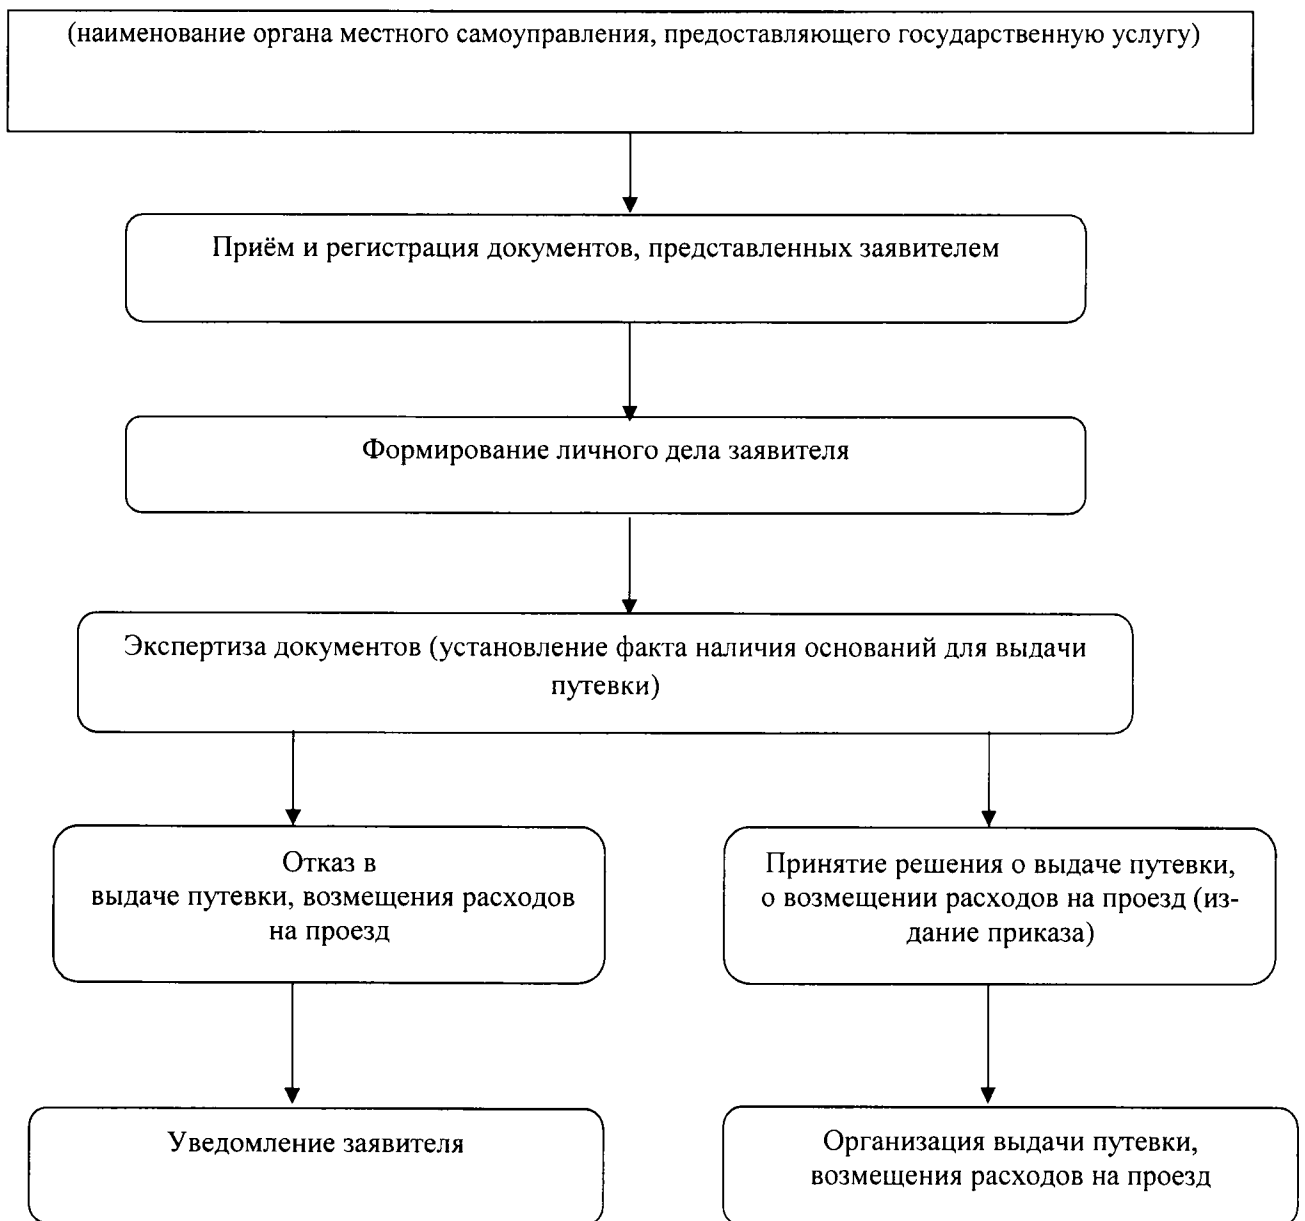 (наименование органа местного самоуправления, предоставляющего государственную услугу)
Приём и регистрация документов, представленных заявителем
Формирование личного дела заявителя
Экспертиза документов (установление факта наличия оснований для выдачи
путевки)
Отказ в
выдаче путевки, возмещения расходов
на проезд
Принятие решения о выдаче путевки,
о возмещении расходов на проезд (из-
дание приказа)
Уведомление заявителя
Организация выдачи путевки,
возмещения расходов на проезд